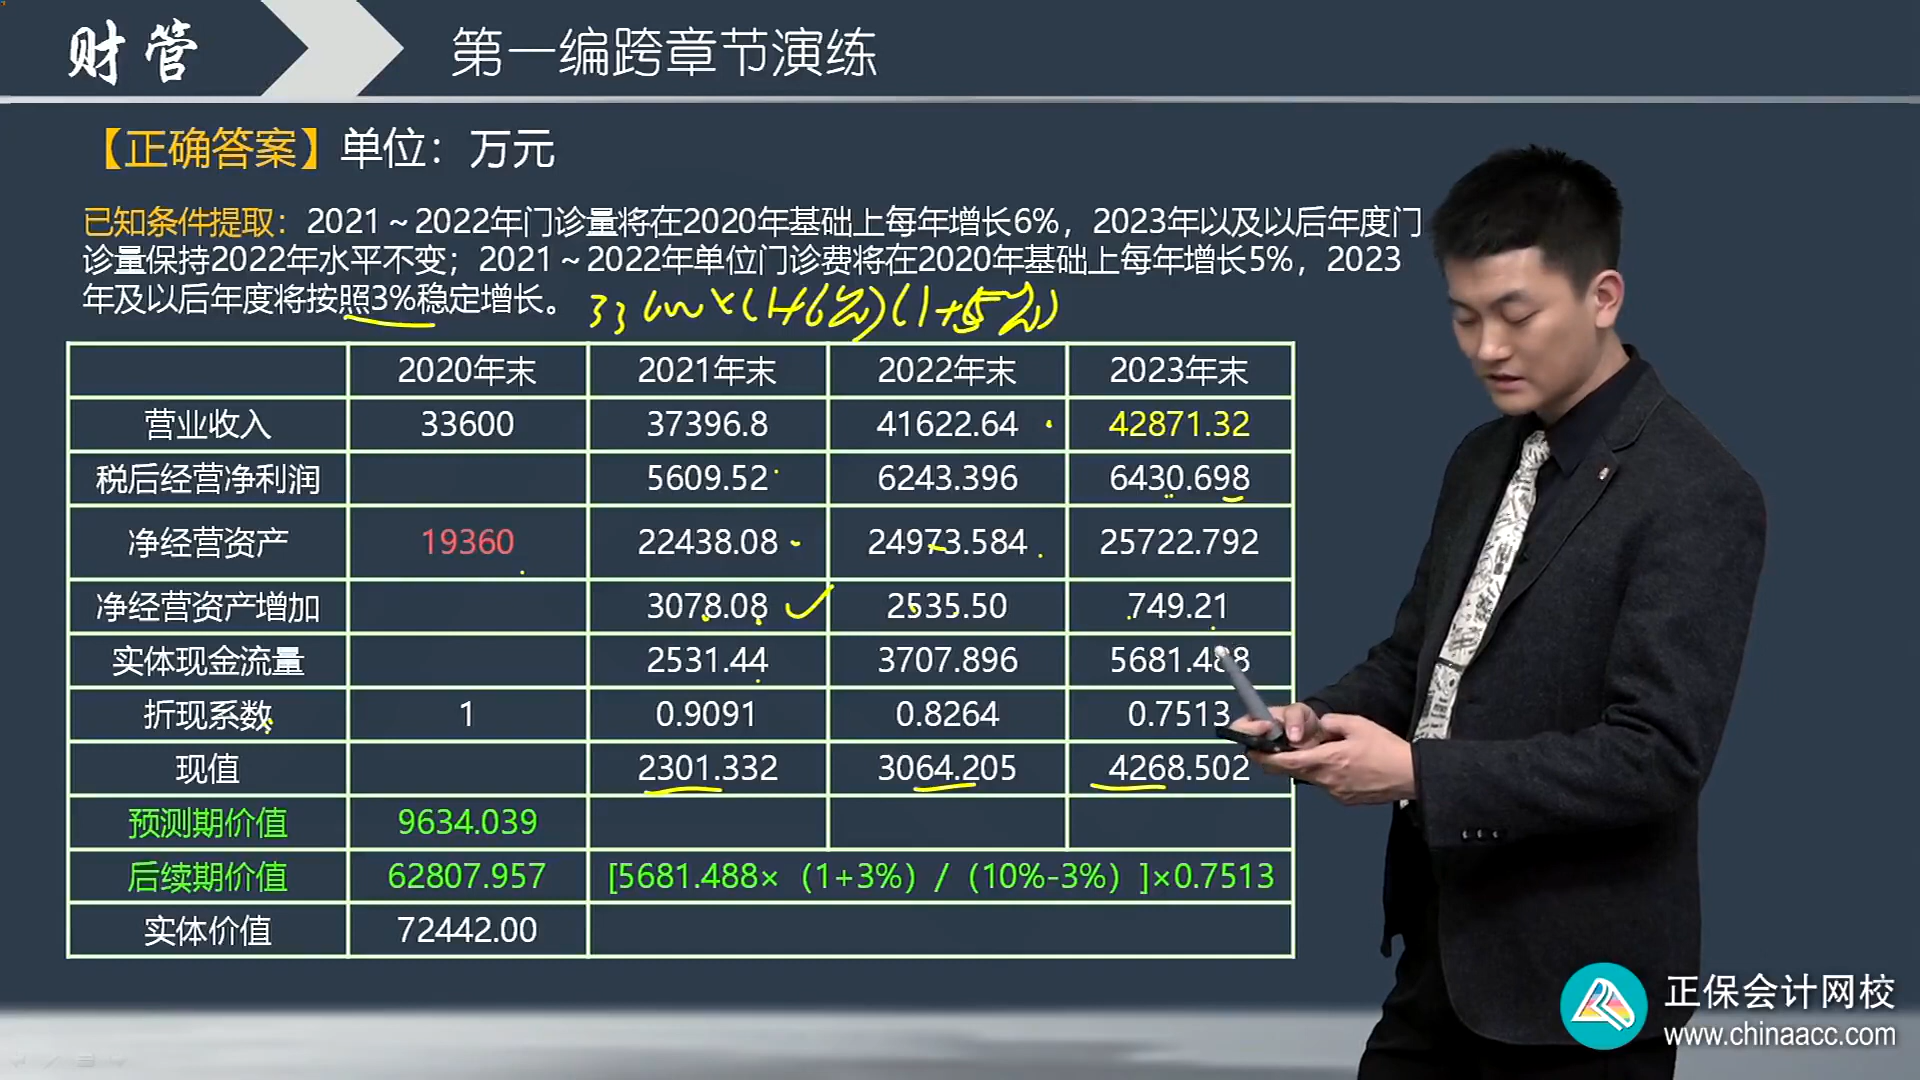 财管
第一编跨章节演练
【正确答案】单位：万元
已知条件提取：2021～2022年门诊量将在2020年基础上每年增长6%，2023年以及以后年度门
诊量保持2022年水平不变；2021～2022年单位门诊费将在2020年基础上每年增长5%，2023
年及以后年度将按照3%稳定增长。
(1+6%)(1+5%)
2020年末 2021年末 2022年末 2023年末
营业收入 33600 37396.8 41622.64 42871.32
税后经营净利润 5609.52 6243.396 6430.698
净经营资产 19360 22438.08 24973.584 25722.792
净经营资产增加 3078.08 2535.50 749.21
实体现金流量 2531.44 3707.896 5681.488
折现系数 1 0.9091 0.8264 0.7513
现值 2301.332 3064.205 4268.502
预测期价值 9634.039
后续期价值 62807.957 [5681.488×（1+3%）/（10%-3%）]×0.7513
实体价值 72442.00
正保会计网校
www.chinaacc.com